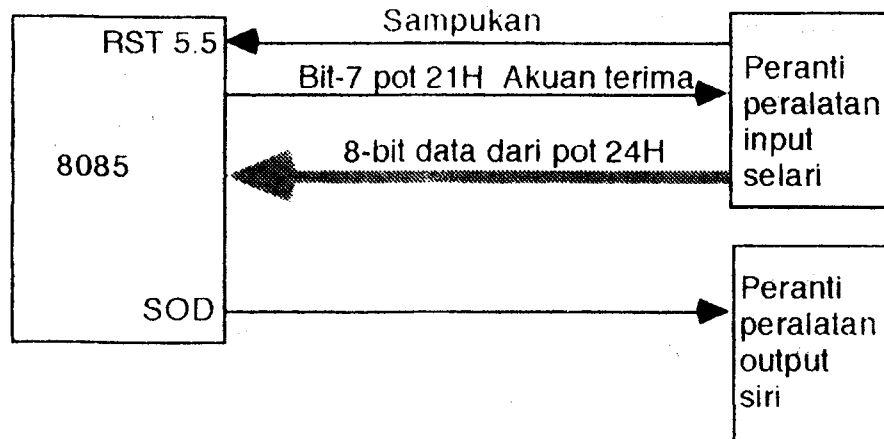 Sampukan
RST 5.5
Bit-7 pot 21H Akuan terima
8-bit data dari pot 24H
8085
SOD
Peranti
peralatan
input
selari
Peranti
peralatan
output
siri